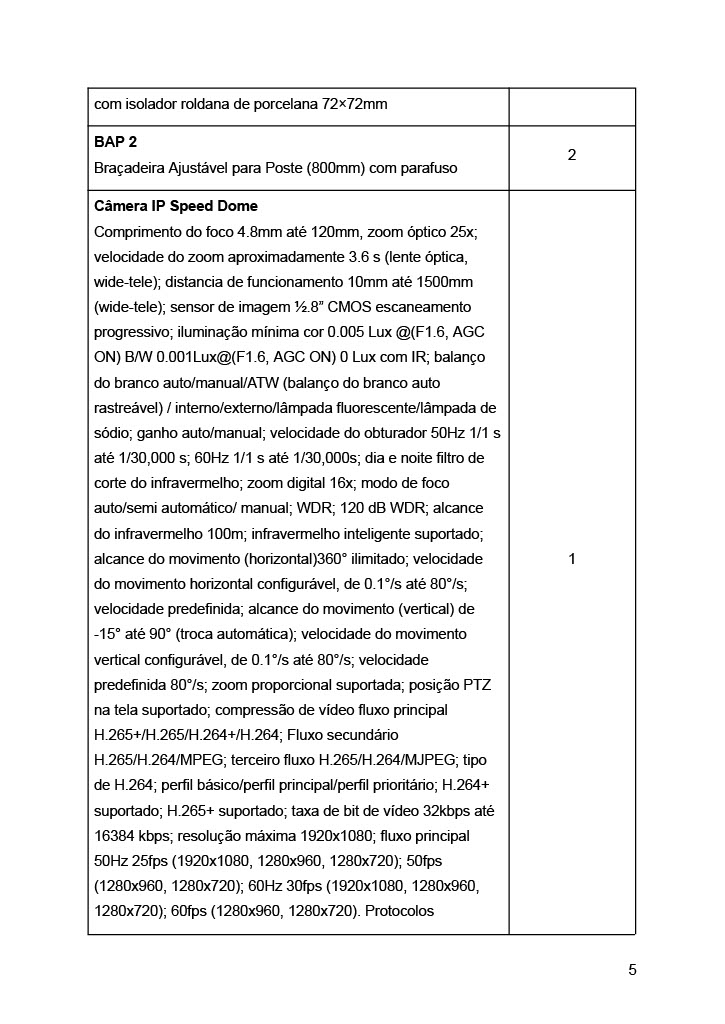 com isolador roldana de porcelana 72×72mm
BAP 2
Braçadeira Ajustável para Poste (800mm) com parafuso
2
Câmera IP Speed Dome
Comprimento do foco 4.8mm até 120mm, zoom óptico 25x;
velocidade do zoom aproximadamente 3.6 s (lente óptica,
wide-tele); distancia de funcionamento 10mm até 1500mm
(wide-tele); sensor de imagem ½.8” CMOS escaneamento
progressivo; iluminação mínima cor 0.005 Lux @(F1.6, AGC
ON) B/W 0.001Lux@(F1.6, AGC ON) 0 Lux com IR; balanço
do branco auto/manual/ATW (balanço do branco auto
rastreável) / interno/externo/lâmpada fluorescente/lâmpada de
sódio; ganho auto/manual; velocidade do obturador 50Hz 1/1 s
até 1/30,000 s; 60Hz 1/1 s até 1/30,000s; dia e noite filtro de
corte do infravermelho; zoom digital 16x; modo de foco
auto/semi automático/ manual; WDR; 120 dB WDR; alcance
do infravermelho 100m; infravermelho inteligente suportado;
alcance do movimento (horizontal)360° ilimitado; velocidade
do movimento horizontal configurável, de 0.1°/s até 80°/s;
velocidade predefinida; alcance do movimento (vertical) de
-15° até 90° (troca automática); velocidade do movimento
vertical configurável, de 0.1°/s até 80°/s; velocidade
predefinida 80°/s; zoom proporcional suportada; posição PTZ
na tela suportado; compressão de vídeo fluxo principal
H.265+/H.265/H.264+/H.264; Fluxo secundário
H.265/H.264/MPEG; terceiro fluxo H.265/H.264/MJPEG; tipo
de H.264; perfil básico/perfil principal/perfil prioritário; H.264+
suportado; H.265+ suportado; taxa de bit de vídeo 32kbps até
16384 kbps; resolução máxima 1920x1080; fluxo principal
50Hz 25fps (1920x1080, 1280x960, 1280x720); 50fps
(1280x960, 1280x720); 60Hz 30fps (1920x1080, 1280x960,
1280x720); 60fps (1280x960, 1280x720). Protocolos
1
5